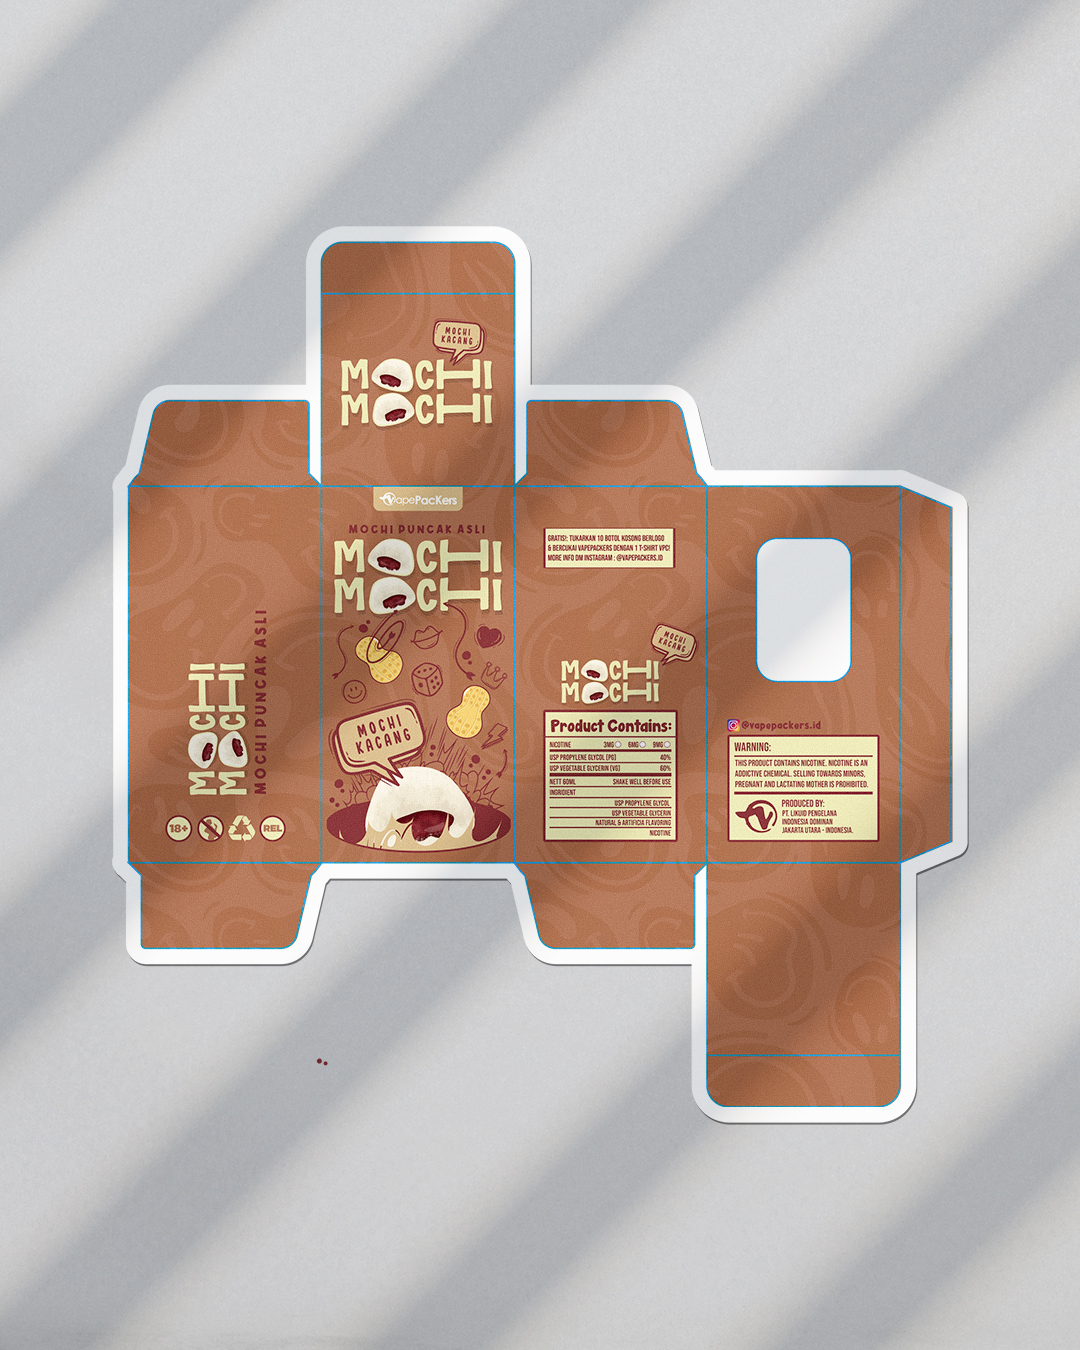 MOCHI
KACANG
MOCHI
MOCHI
VapePacKers
MOCHI PUNCAK ASLI
MOCHI
MOCHI
MOCHI
KACANG
MOCHI
MOCHI
MOCHI PUNCAK ASLI
18+
REL
GRATIS!: TUKARKAN 10 BOTOL KOSONG BERLOGO
& BERCUKAI VAPEPACKERS DENGAN 1 T-SHIRT VPC!
MORE INFO DM INSTAGRAM : @VAPEPACKERS.ID
MOCHI
KACANG
MOCHI
MOCHI
Product Contains:
NICOTINE 3MG 6MG 9MG
USP PROPYLENE GLYCOL (PG) 40%
USP VEGETABLE GLYCERIN (VG) 60%
NETT 60ML SHAKE WELL BEFORE USE
INGRIDIENT
USP PROPYLENE GLYCOL
USP VEGETABLE GLYCERIN
NATURAL & ARTIFICIA FLAVORING
NICOTINE
@vapepackers.id
WARNING:
THIS PRODUCT CONTAINS NICOTINE, NICOTINE IS AN
ADDICTIVE CHEMICAL. SELLING TOWARDS MINORS,
PREGNANT AND LACTATING MOTHER IS PROHIBITED.
PRODUCED BY:
PT. LIKUID PENGELANA
INDONESIA DOMINAN
JAKARTA UTARA - INDONESIA.